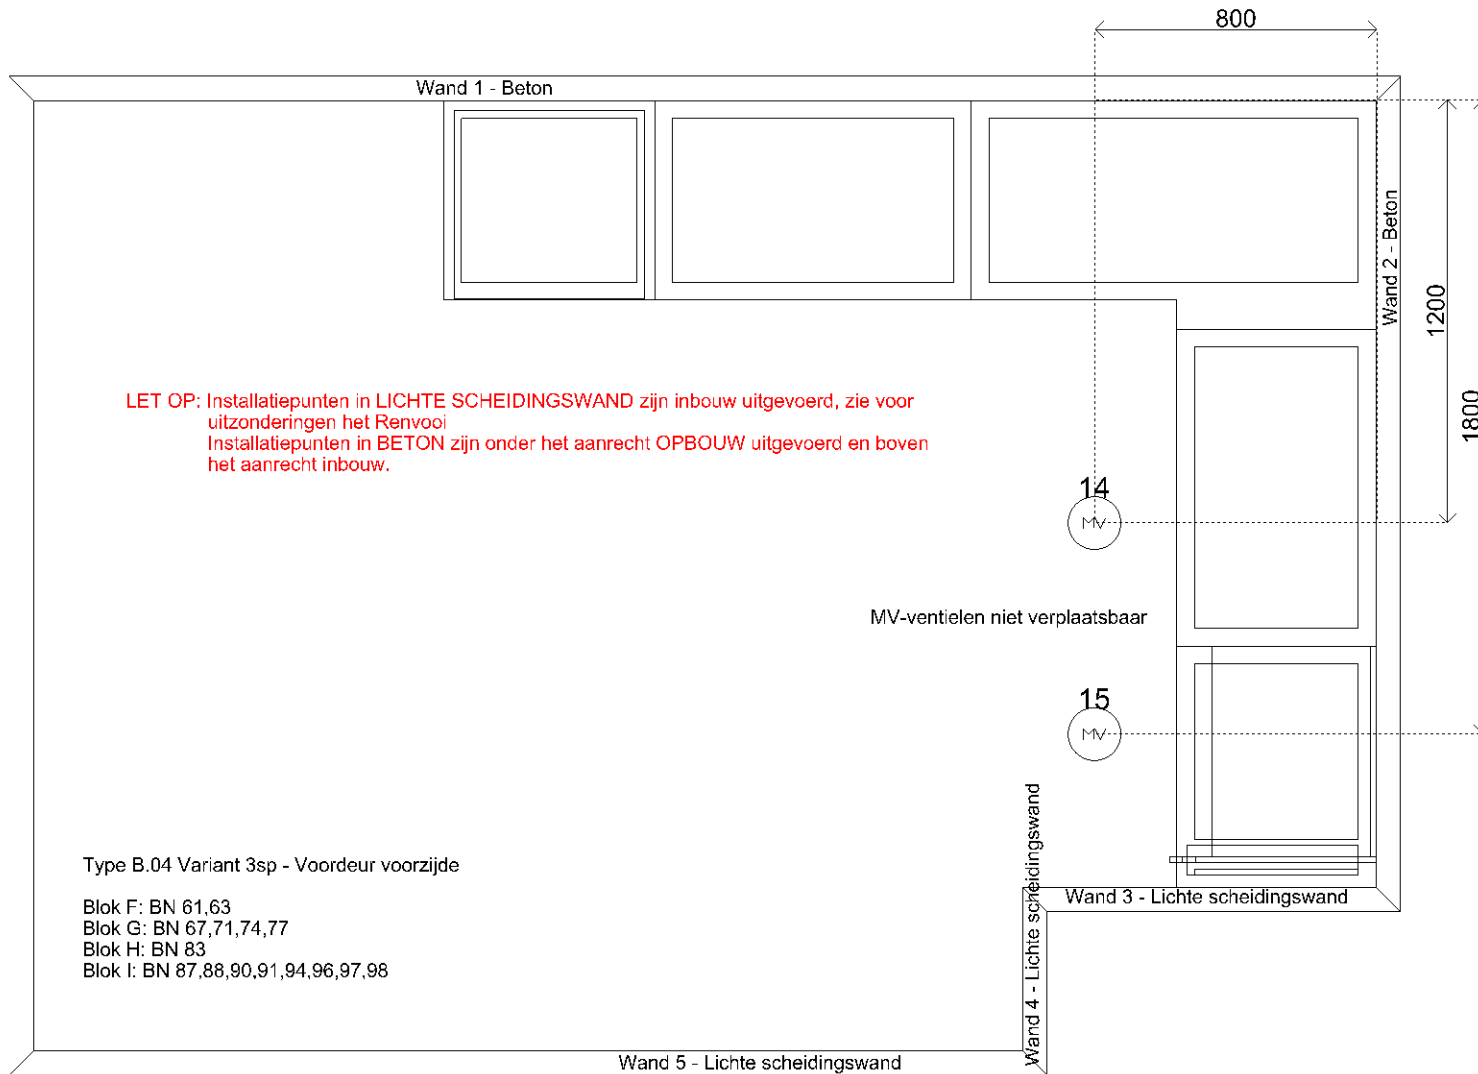 800
Wand 1 - Beton
Wand 2 - Beton
1200
1800
LET OP: Installatiepunten in LICHTE SCHEIDINGSWAND zijn inbouw uitgevoerd, zie voor
uitzonderingen het Renvooi
Installatiepunten in BETON zijn onder het aanrecht OPBOUW uitgevoerd en boven
het aanrecht inbouw.
14
MV
MV-ventielen niet verplaatsbaar
15
MV
Type B.04 Variant 3sp - Voordeur voorzijde
Blok F: BN 61,63
Blok G: BN 67,71,74,77
Blok H: BN 83
Blok I: BN 87,88,90,91,94,96,97,98
Wand 3 - Lichte scheidingswand
Wand 4 - Lichte scheidingswand
Wand 5 - Lichte scheidingswand